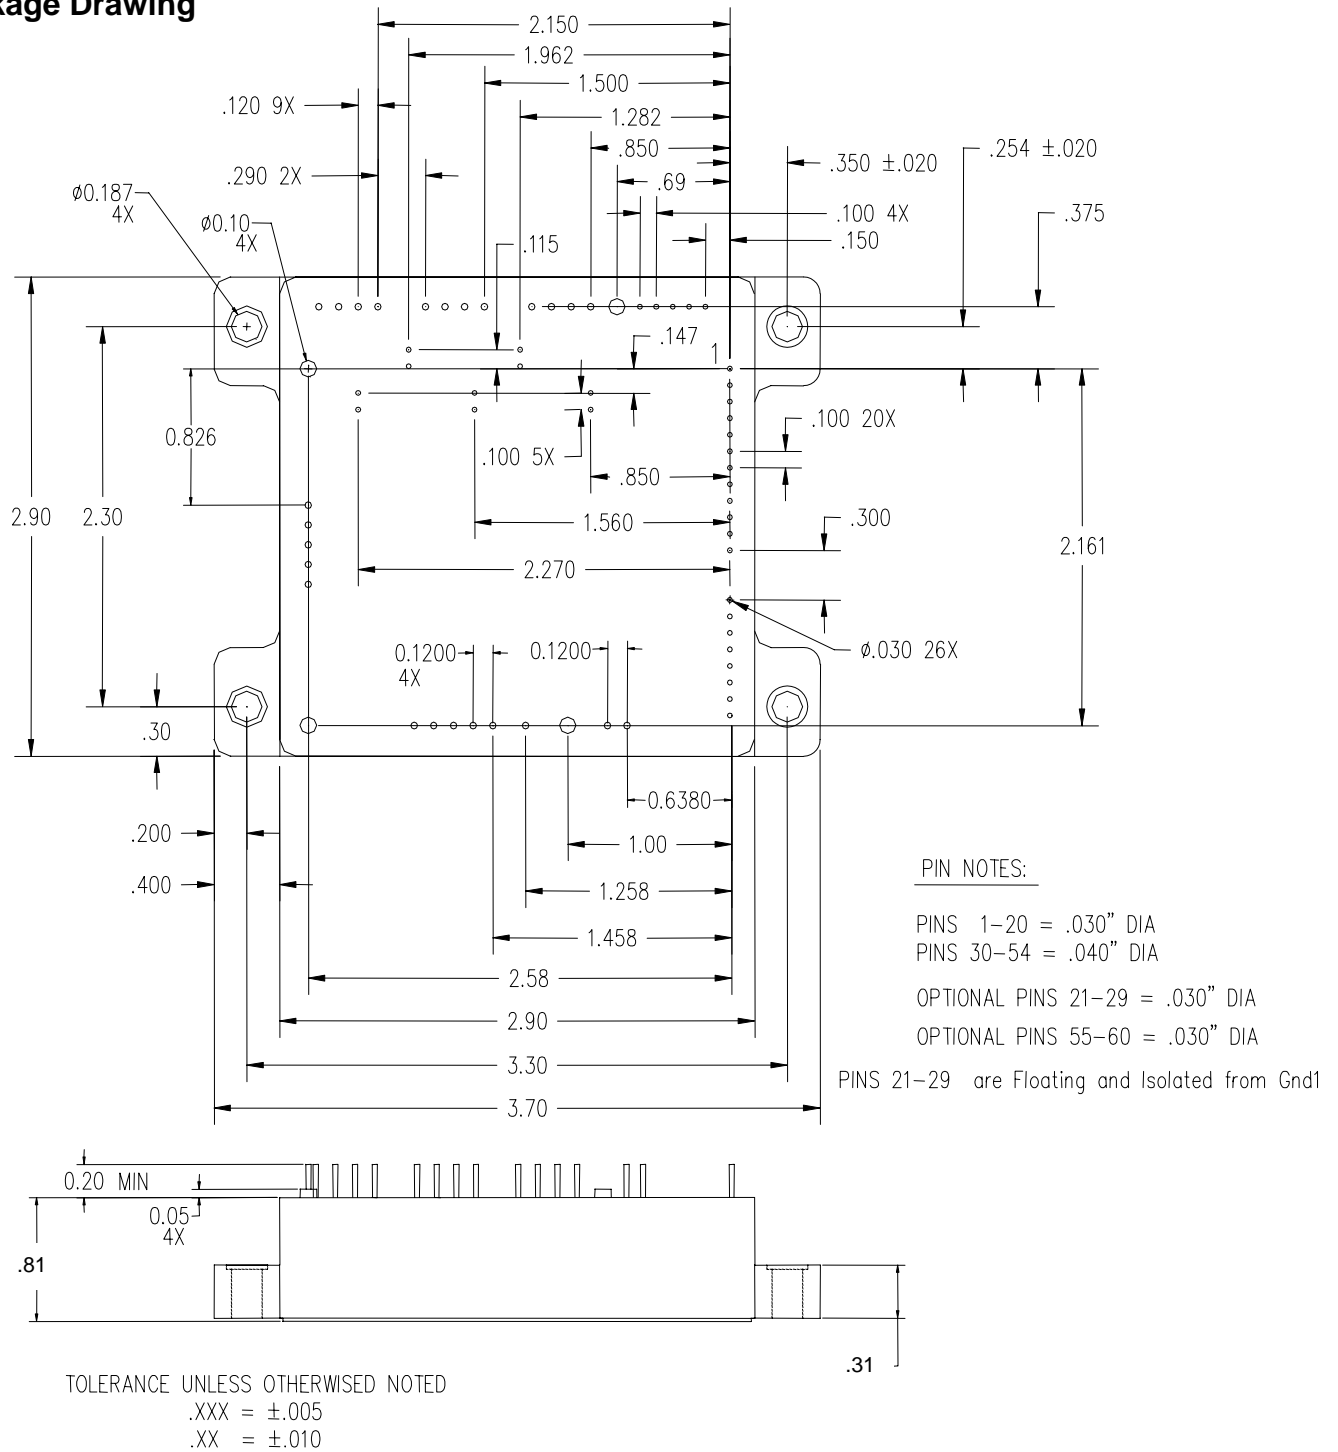 kage Drawing
2.150
1.962
1.500
.120 9X
1.282
.850
.254 ±.020
.350 ±.020
.290 2X
.69
ø0.187
4X
.100 4X
.375
ø0.10
4X
.115
.150
.147
1
.100 20X
0.826
.100 5X
.850
2.90
2.30
1.560
.300
2.161
2.270
0.1200
4X
0.1200
ø.030 26X
.30
0.6380
.200
1.00
.400
1.258
1.458
2.58
2.90
3.30
3.70
PIN NOTES:
PINS 1-20 = .030" DIA
PINS 30-54 = .040" DIA
OPTIONAL PINS 21-29 = .030" DIA
OPTIONAL PINS 55-60 = .030" DIA
PINS 21-29 are Floating and Isolated from Gnd1
0.20 MIN
0.05
4X
.81
.31
TOLERANCE UNLESS OTHERWISED NOTED
.XXX = ±.005
.XX = ±.010